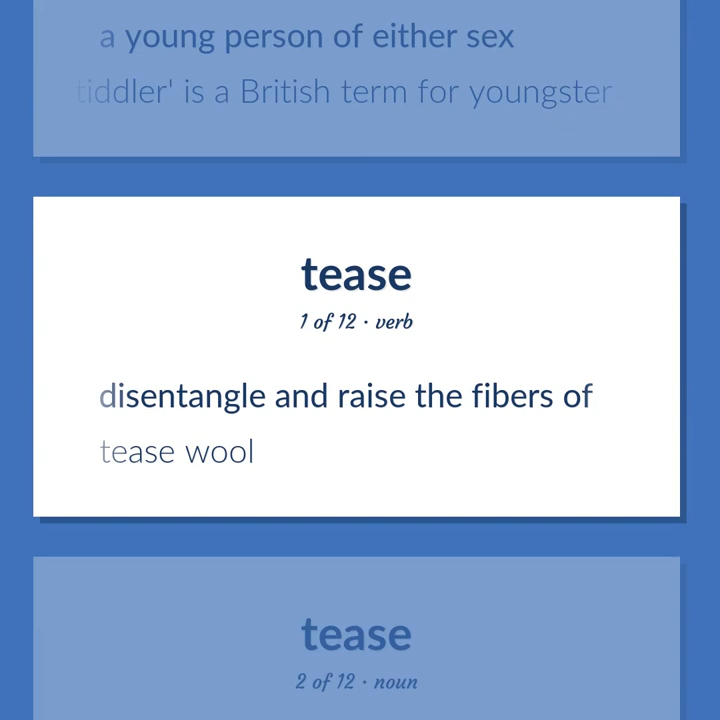 a young person of either sex
tiddler' is a British term for youngster
tease
1 of 12 · verb
disentangle and raise the fibers of
tease wool
tease
2 of 12 · noun